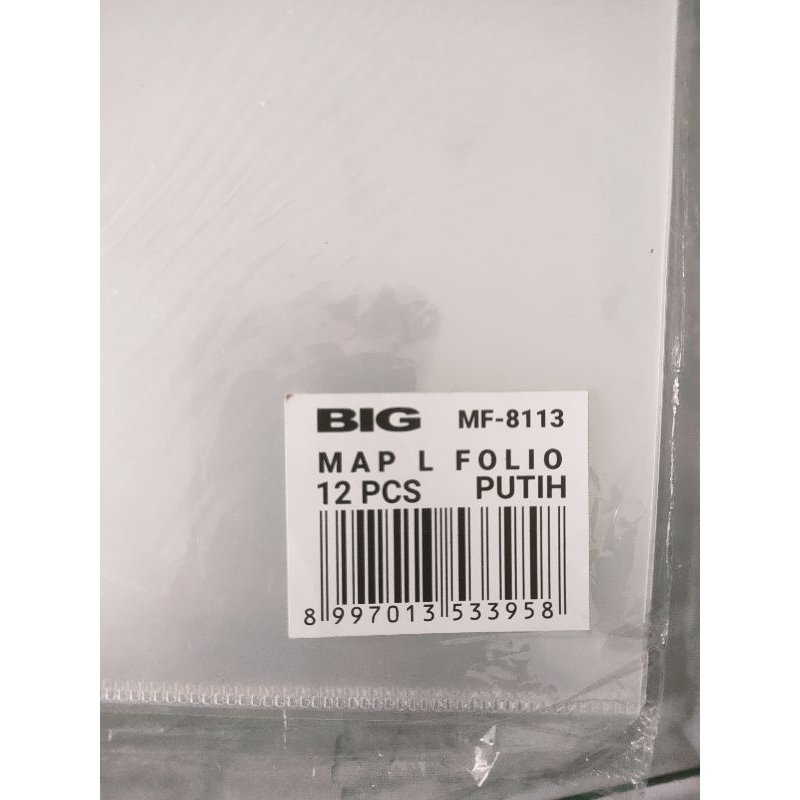 BIG MF-8113
MAP L FOLIO
12 PCS PUTIH
8 997013 533958